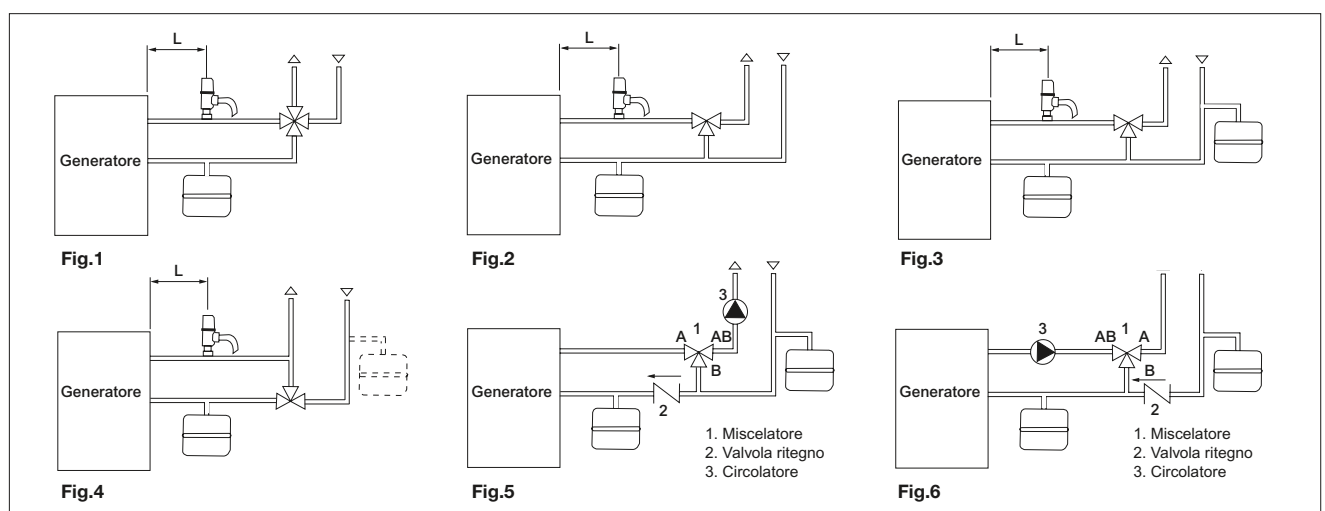 L
Generatore
Fig.1
L
Generatore
Fig.2
L
Generatore
Fig.3
L
Generatore
Fig.4
3
1
A
AB
B
Generatore
2
1. Miscelatore
2. Valvola ritegno
3. Circolatore
Fig.5
3
AB
1
A
B
Generatore
2
1. Miscelatore
2. Valvola ritegno
3. Circolatore
Fig.6